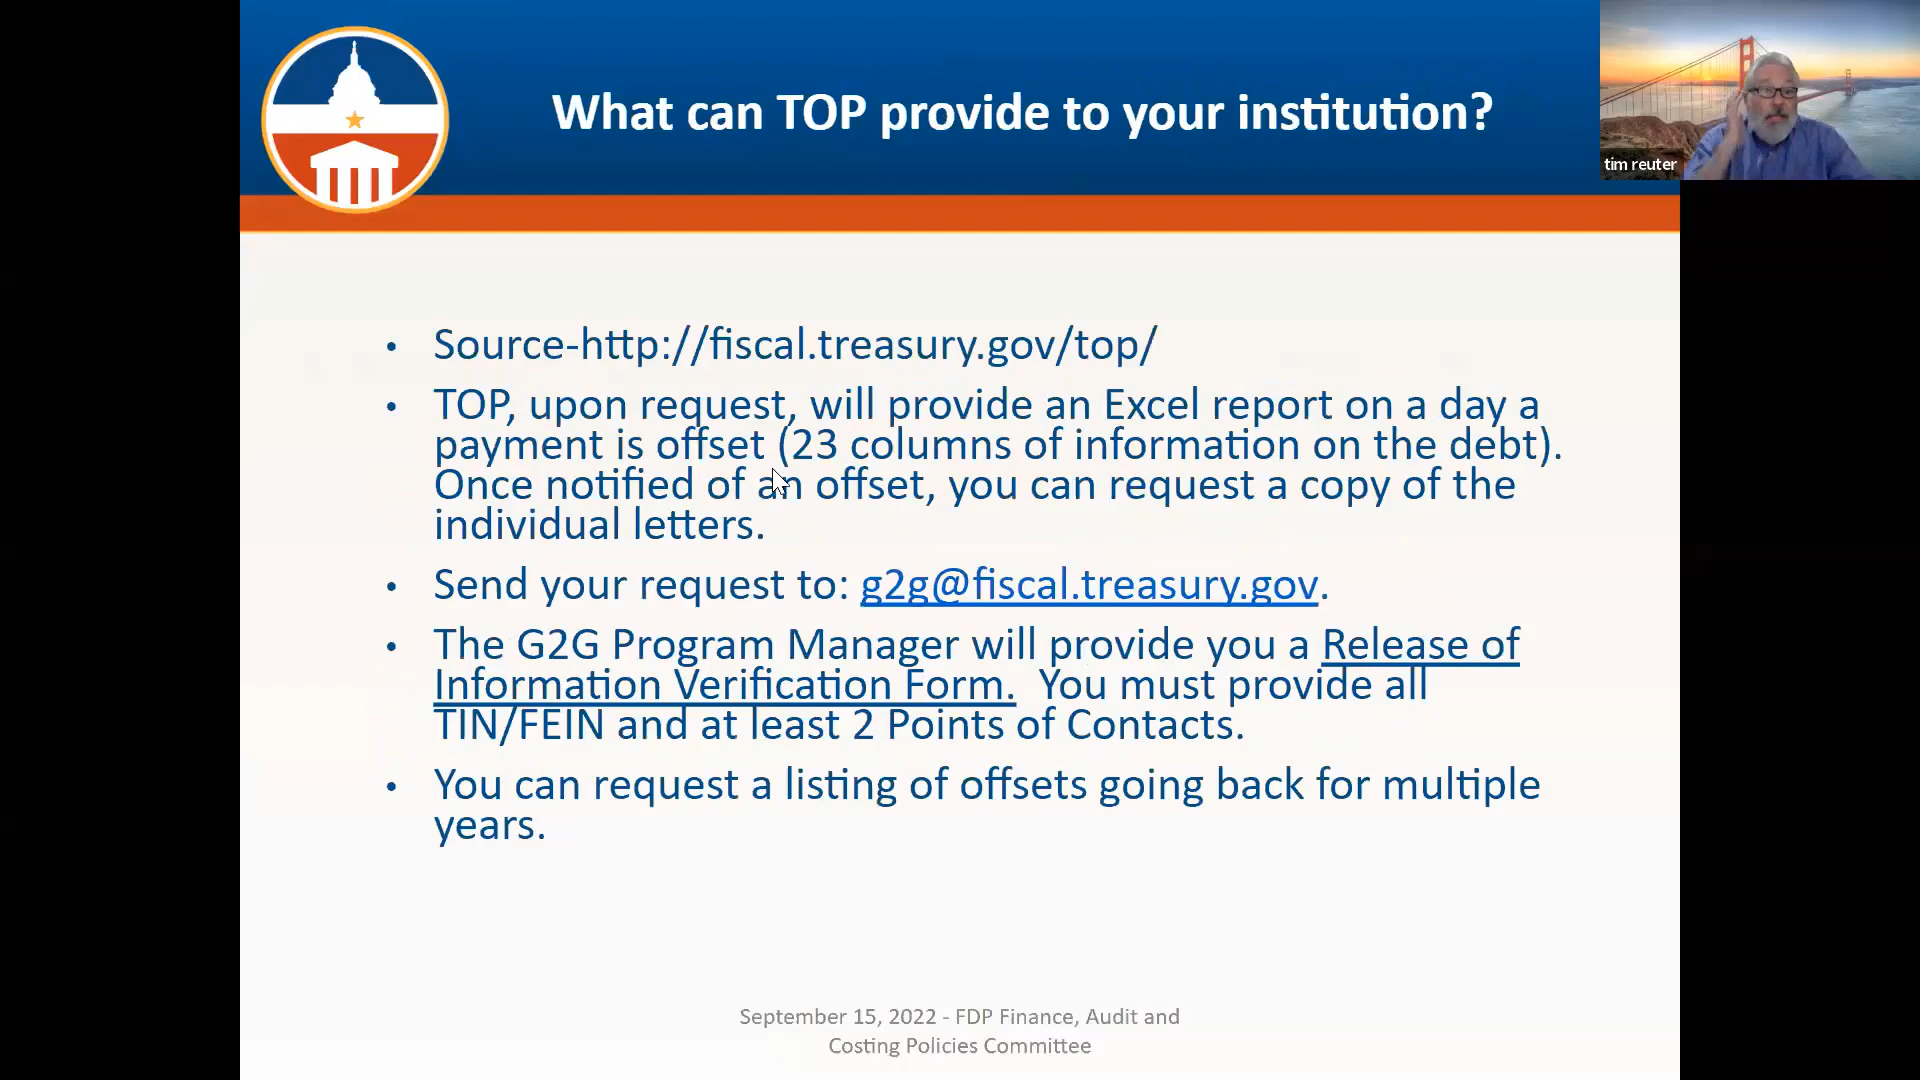 What can TOP provide to your institution?
tim reuter
• Source-http://fiscal.treasury.gov/top/
• TOP, upon request, will provide an Excel report on a day a
payment is offset (23 columns of information on the debt).
Once notified of an offset, you can request a copy of the
individual letters.
• Send your request to: g2g@fiscal.treasury.gov.
• The G2G Program Manager will provide you a Release of
Information Verification Form. You must provide all
TIN/FEIN and at least 2 Points of Contacts.
• You can request a listing of offsets going back for multiple
years.
September 15, 2022 - FDP Finance, Audit and
Costing Policies Committee